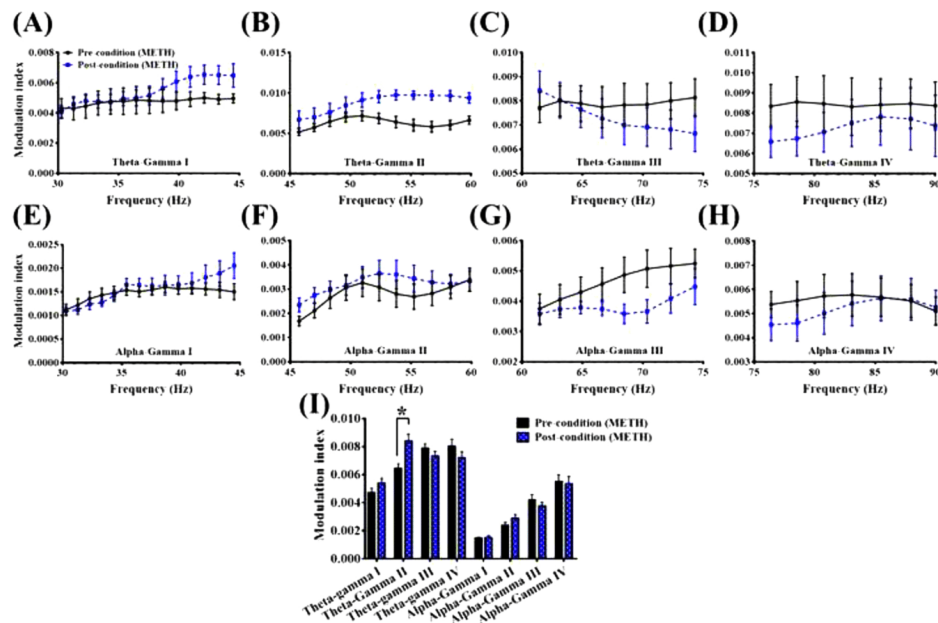 (A)
0.008
0.006
0.004
0.002
0.000
Modulation index
Pre-condition (METH)
Post-condition (METH)
Theta-Gamma I
30 35 40 45
Frequency (Hz)
(B)
0.015
0.010
0.005
0.000
Theta-Gamma II
45 50 55 60
Frequency (Hz)
(C)
0.010
0.009
0.008
0.007
0.006
0.005
Theta-Gamma III
60 65 70 75
Frequency (Hz)
(D)
0.011
0.010
0.009
0.008
0.007
0.006
0.005
Theta-Gamma IV
75 80 85 90
Frequency (Hz)
(E)
0.0025
0.0020
0.0015
0.0010
0.0005
0.0000
Modulation index
Alpha-Gamma I
30 35 40 45
Frequency (Hz)
(F)
0.005
0.004
0.003
0.002
0.001
0.000
Alpha-Gamma II
45 50 55 60
Frequency (Hz)
(G)
0.006
0.005
0.004
0.003
0.002
Alpha-Gamma III
60 65 70 75
Frequency (Hz)
(H)
0.008
0.007
0.006
0.005
0.004
0.003
Alpha-Gamma IV
75 80 85 90
Frequency (Hz)
(I)
0.010
0.008
0.006
0.004
0.002
0.000
Modulation index
*
Pre-condition (METH)
Post-condition (METH)
Theta-gamma I
Theta-Gamma II
Theta-gamma III
Theta-gamma IV
Alpha-Gamma I
Alpha-Gamma II
Alpha-Gamma III
Alpha-Gamma IV